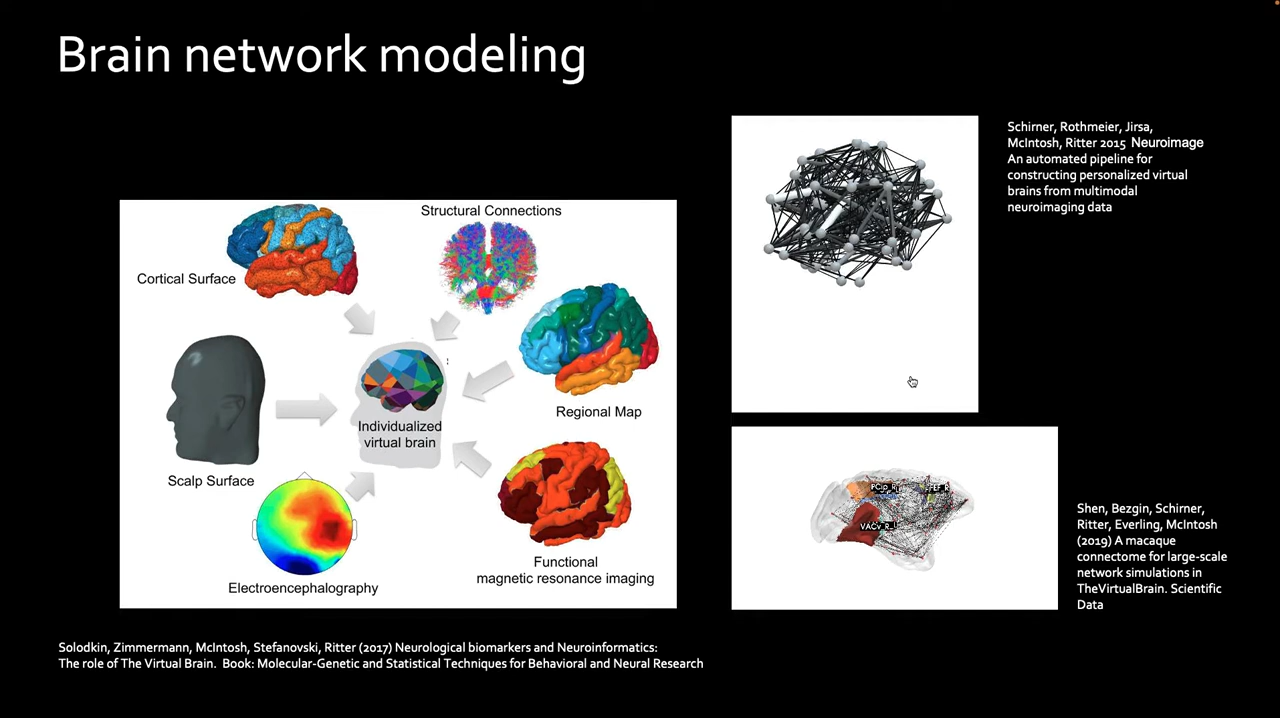 Brain network modeling
Structural Connections
Cortical Surface
Individualized
virtual brain
Regional Map
Scalp Surface
Functional
magnetic resonance imaging
Electroencephalography
Schirner, Rothmeier, Jirsa,
McIntosh, Ritter 2015 Neuroimage
An automated pipeline for
constructing personalized virtual
brains from multimodal
neuroimaging data
VACv_R_L
Shen, Bezgin, Schirner,
Ritter, Everling, McIntosh
(2019) A macaque
connectome for large-scale
network simulations in
TheVirtualBrain. Scientific
Data
Solodkin, Zimmermann, McIntosh, Stefanovski, Ritter (2017) Neurological biomarkers and Neuroinformatics:
The role of The Virtual Brain. Book: Molecular-Genetic and Statistical Techniques for Behavioral and Neural Research